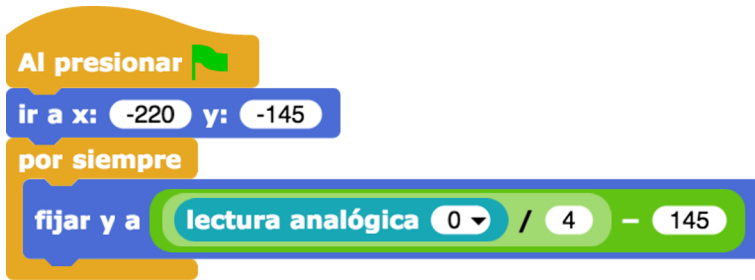 Al presionar
ir a x: -220 y: -145
por siempre
fijar y a lectura analógica 0 / 4 - 145